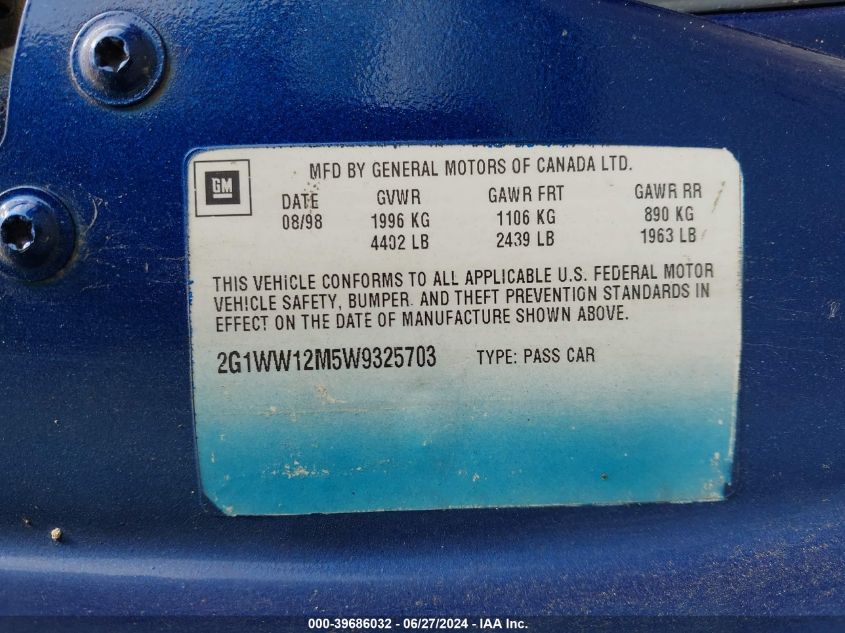 MFD BY GENERAL MOTORS OF CANADA LTD.
GM
DATE GVWR GAWR FRT GAWR RR
08/98 1996 KG 1106 KG 890 KG
4402 LB 2439 LB 1963 LB
THIS VEHICLE CONFORMS TO ALL APPLICABLE U.S. FEDERAL MOTOR
VEHICLE SAFETY, BUMPER, AND THEFT PREVENTION STANDARDS IN
EFFECT ON THE DATE OF MANUFACTURE SHOWN ABOVE.
2G1WW12M5W9325703 TYPE: PASS CAR
000-39686032 - 06/27/2024 - IAA Inc.